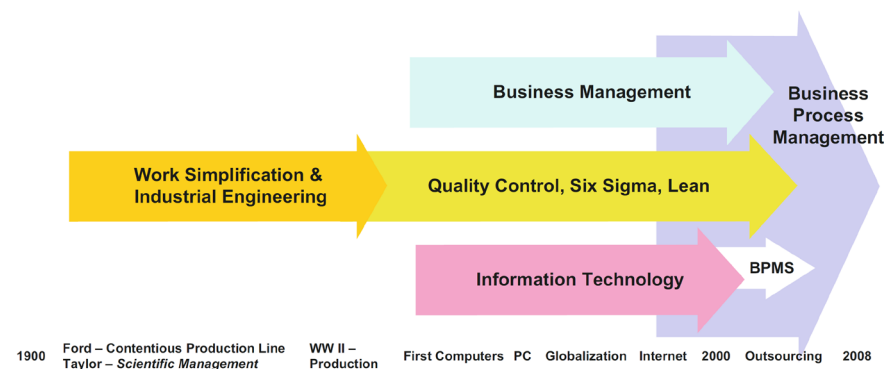 Business Management
Business
Process
Management
Work Simplification &
Industrial Engineering
Quality Control, Six Sigma, Lean
Information Technology
BPMS
1900 Ford – Contentious Production Line WW II – First Computers PC Globalization Internet 2000 Outsourcing 2008
Taylor – Scientific Management Production